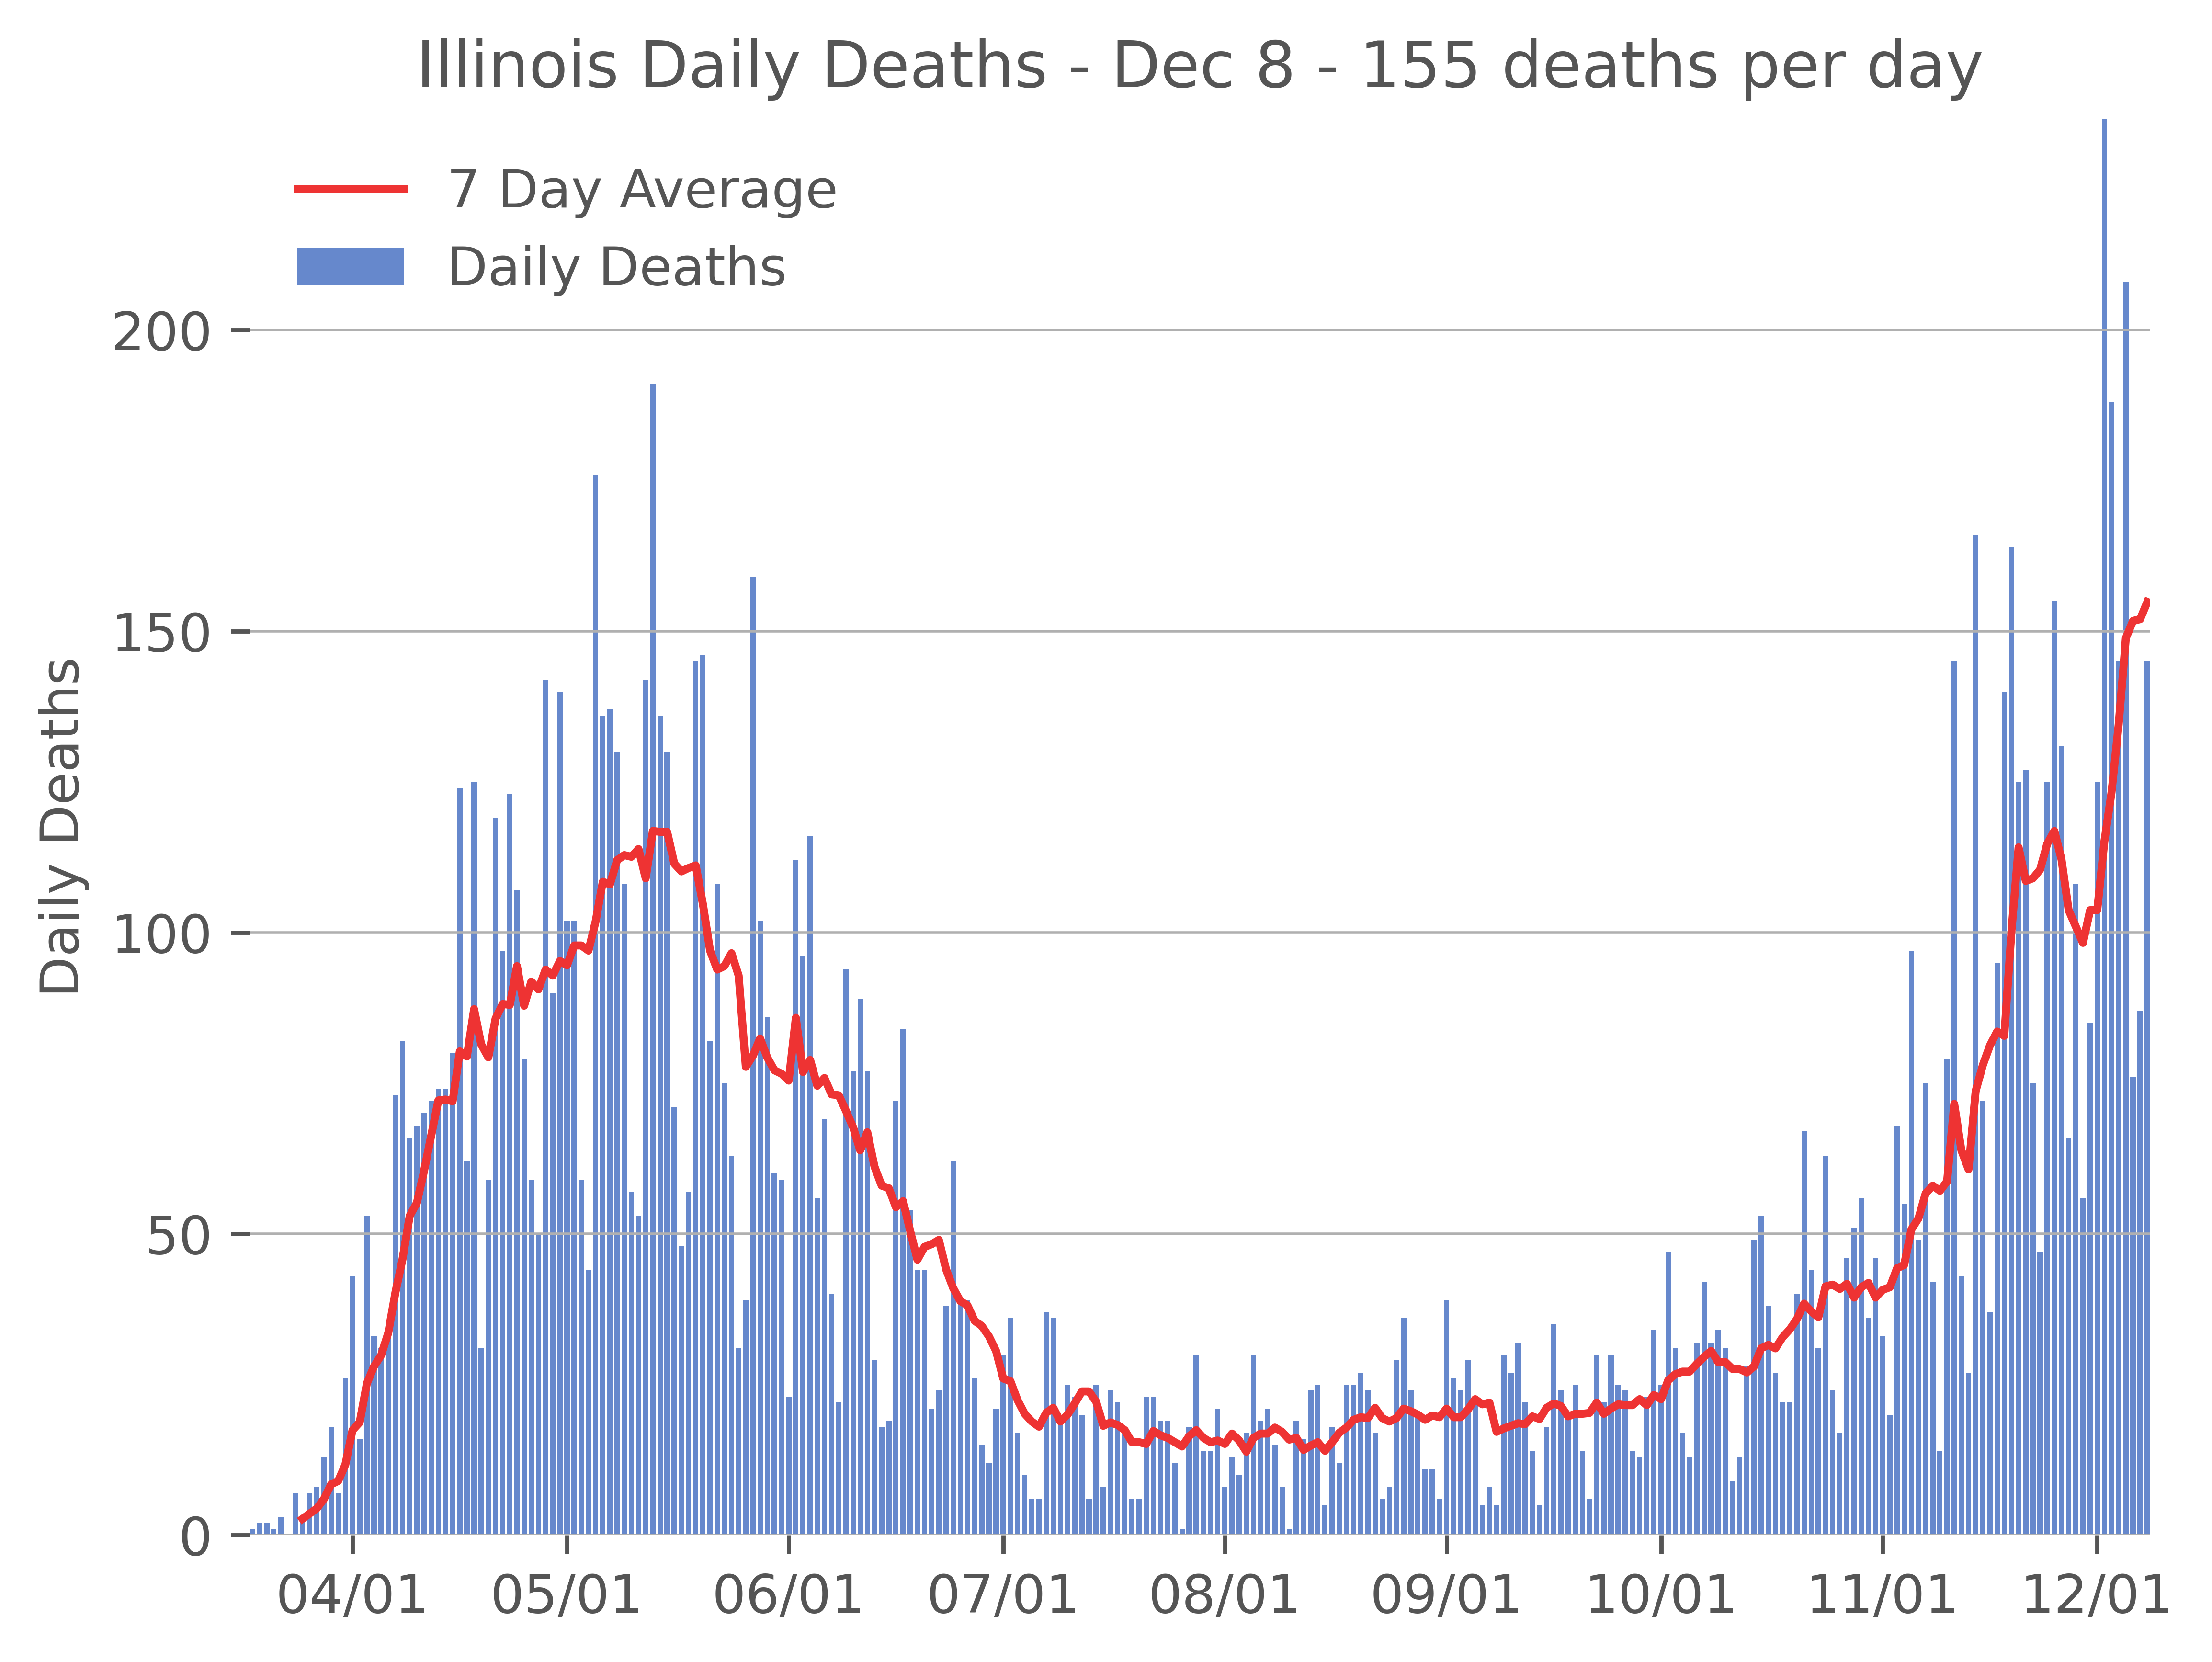 Illinois Daily Deaths - Dec 8 - 155 deaths per day
7 Day Average
Daily Deaths
200
150
100
50
0
Daily Deaths
04/01 05/01 06/01 07/01 08/01 09/01 10/01 11/01 12/01